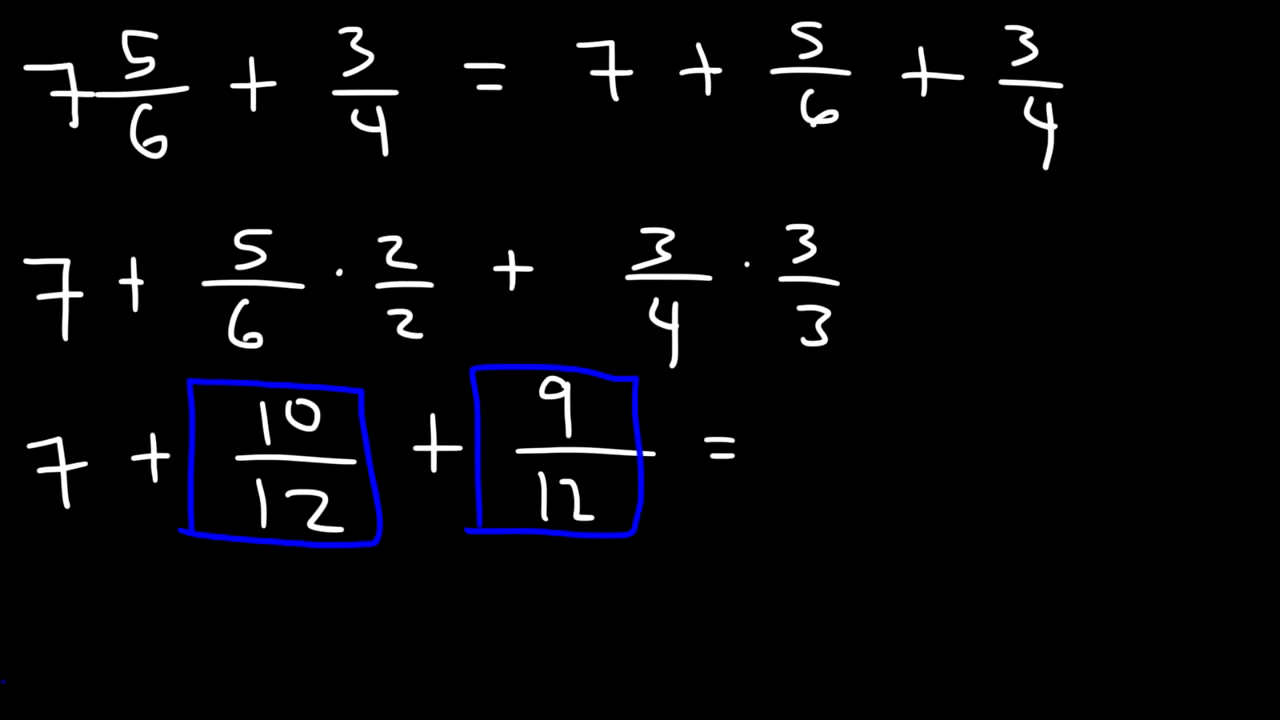 7 5/6 + 3/4 = 7 + 5/6 + 3/4
7 + 5/6 · 2/2 + 3/4 · 3/3
7 + 10/12 + 9/12 =